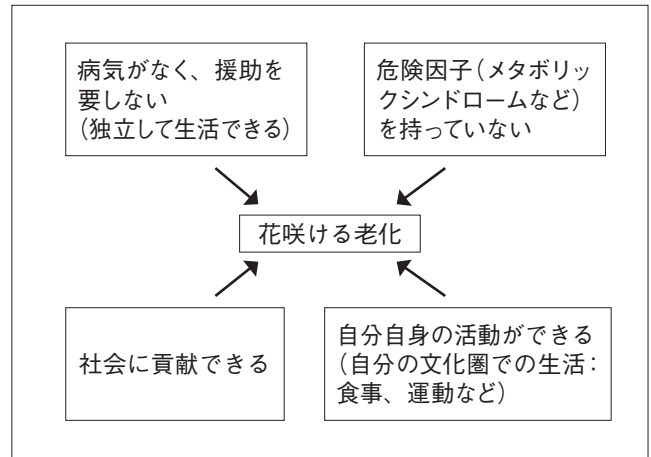 病気がなく、援助を
要しない
(独立して生活できる)
危険因子(メタボリッ
クシンドロームなど)
を持っていない
花咲ける老化
社会に貢献できる
自分自身の活動ができる
(自分の文化圏での生活:
食事、運動など)